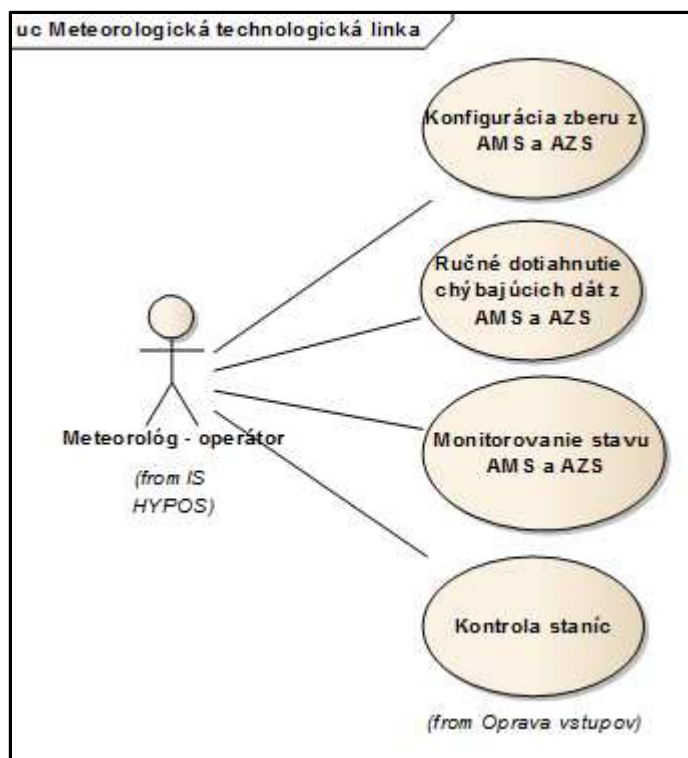 uc Meteorologická technologická linka
Konfigurácia zberu z
AMS a AZS
Ručné dotiahnutie
chýbajúcich dát z
AMS a AZS
Meteorológ - operátor
(from IS
HYPOS)
Monitorovanie stavu
AMS a AZS
Kontrola staníc
(from Oprava vstupov)